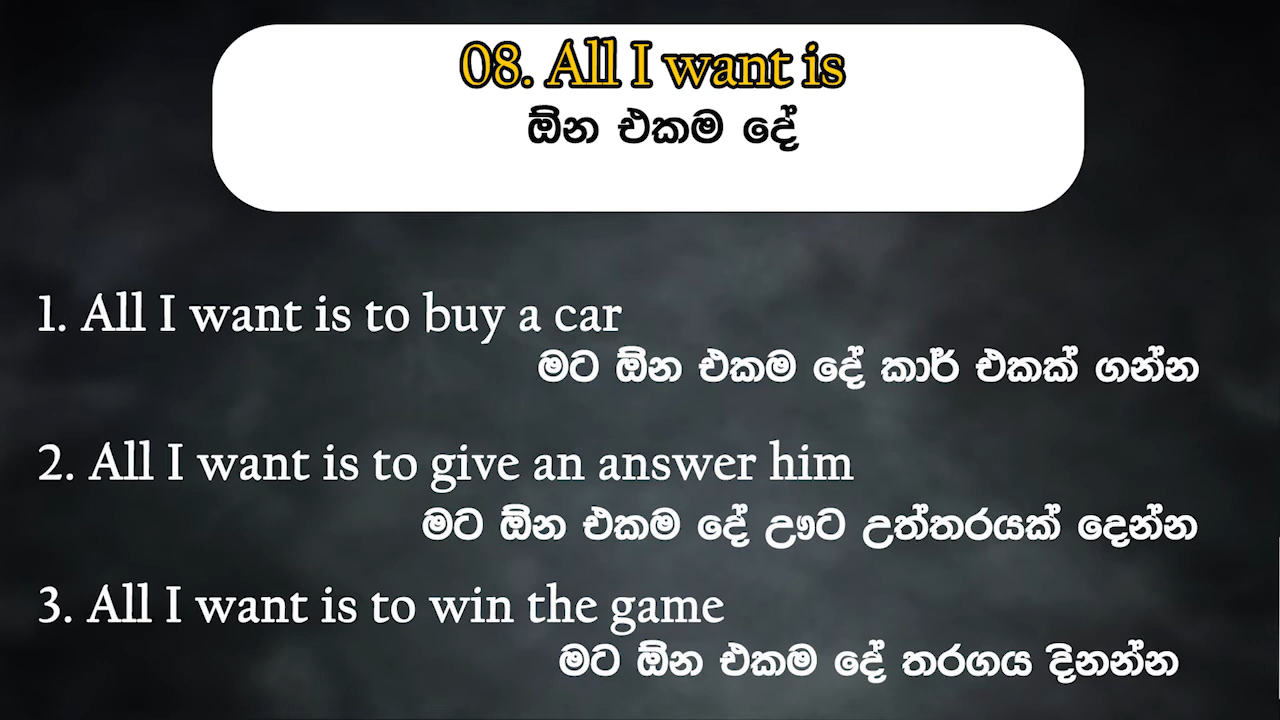 08. All I want is
ඕන එකම දේ
1. All I want is to buy a car
මට ඕන එකම දේ කාර් එකක් ගන්න
2. All I want is to give an answer him
මට ඕන එකම දේ ඌට උත්තරයක් දෙන්න
3. All I want is to win the game
මට ඕන එකම දේ තරගය දිනන්න